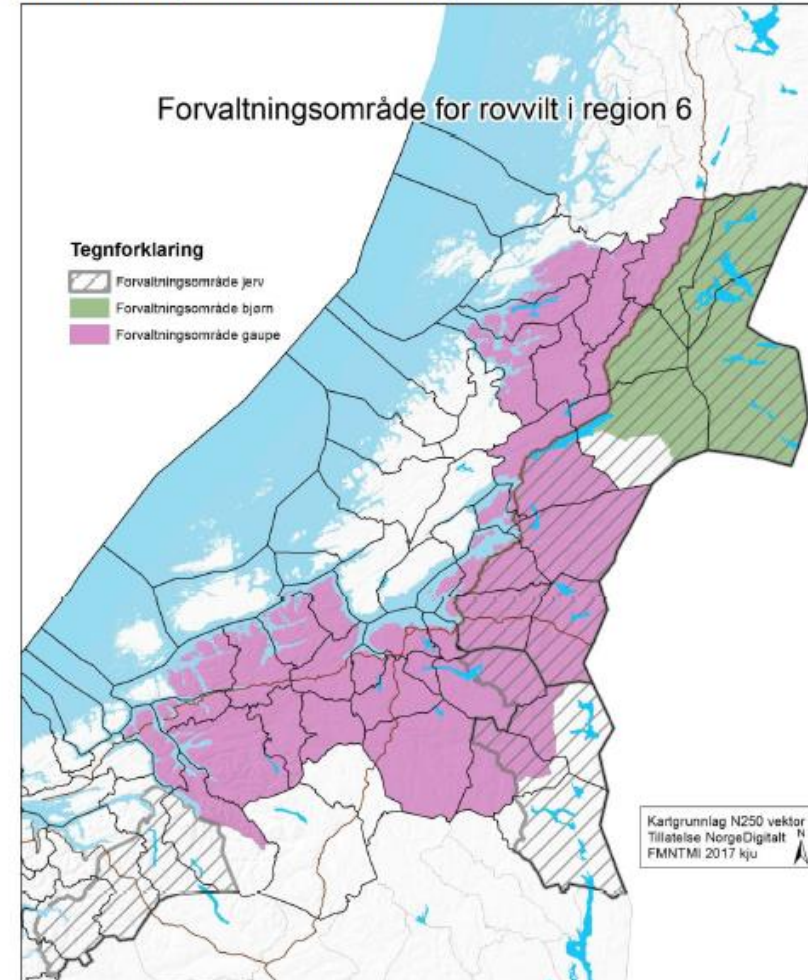 Forvaltningsområde for rovvilt i region 6
Tegnforklaring
Forvaltningsområde jerv
Forvaltningsområde bjørn
Forvaltningsområde gaupe
Kartgrunnlag N250 vektor
Tillatelse NorgeDigitalt N
FMNTMI 2017 kju